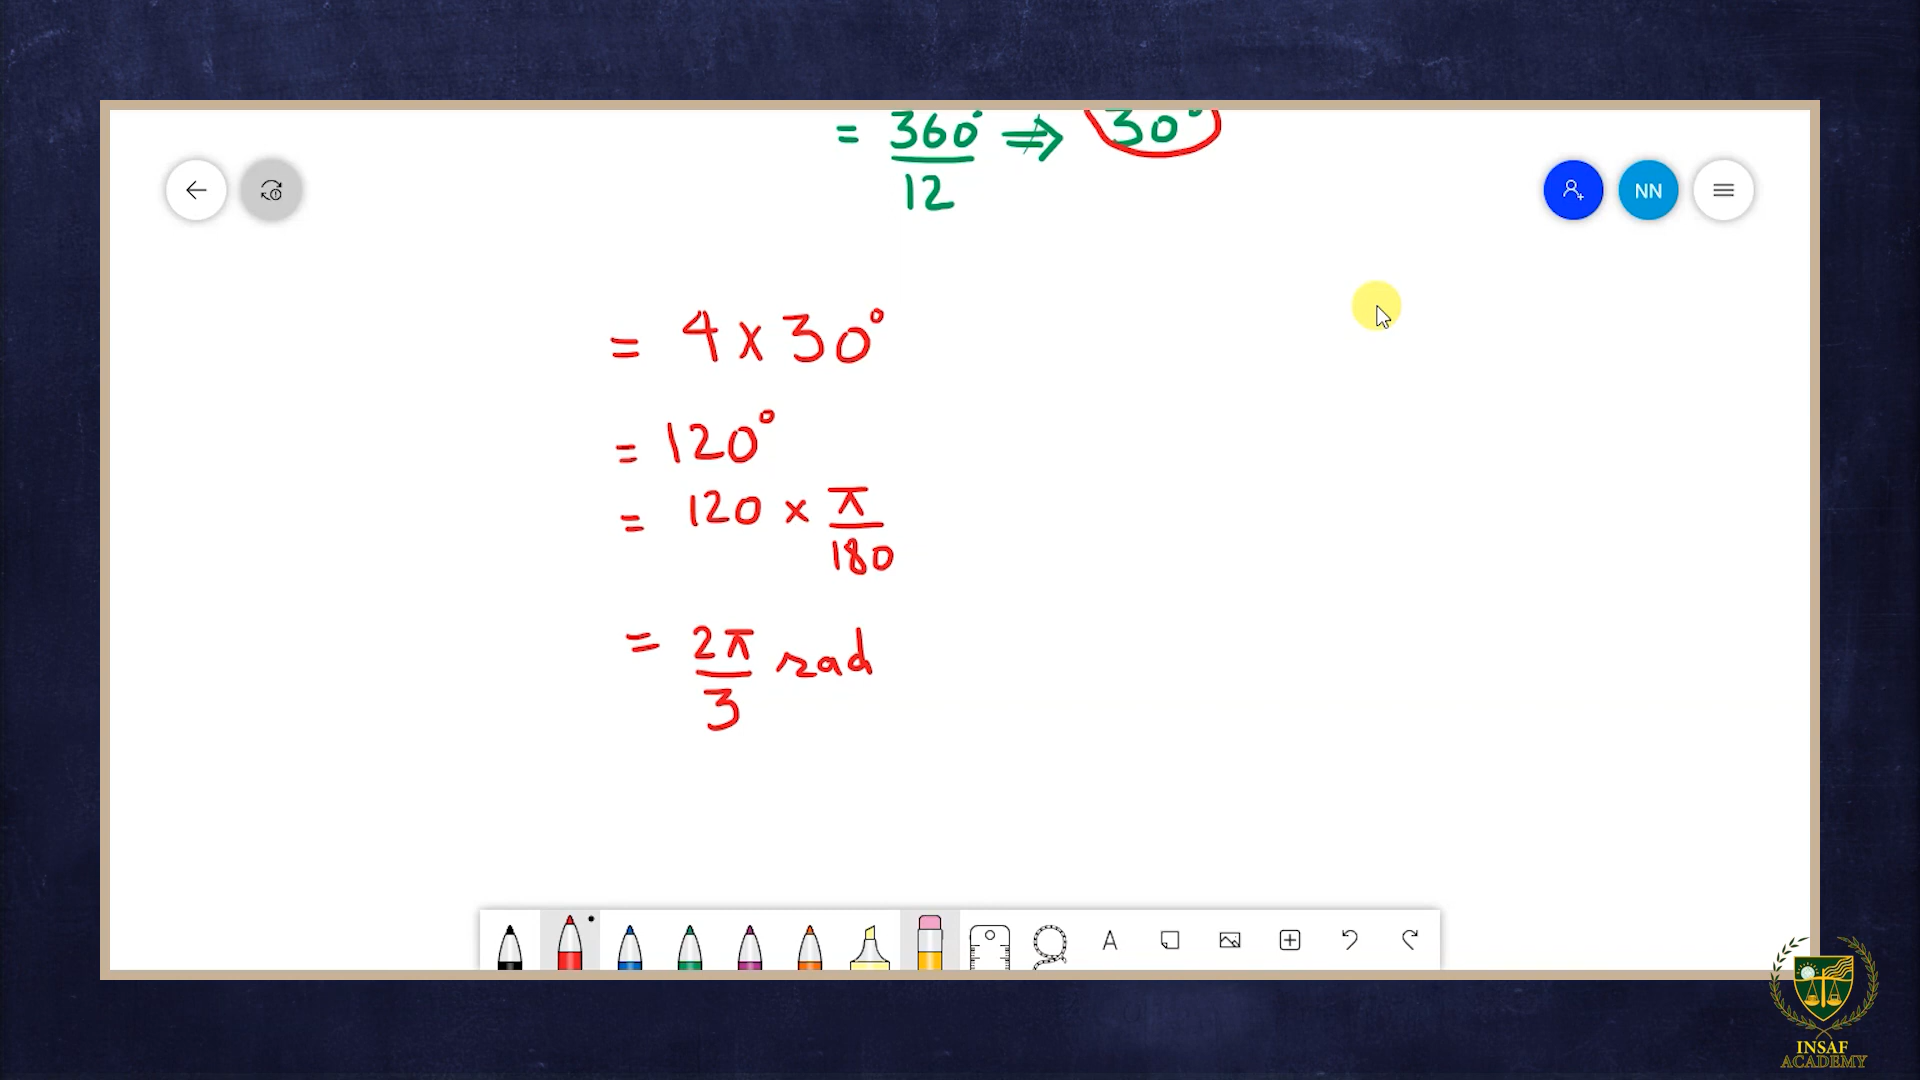 = 360° ⇒ 30°
12
NN
= 4 × 30°
= 120°
= 120 × π
180
= 2π rad
3
A
INSAF
ACADEMY